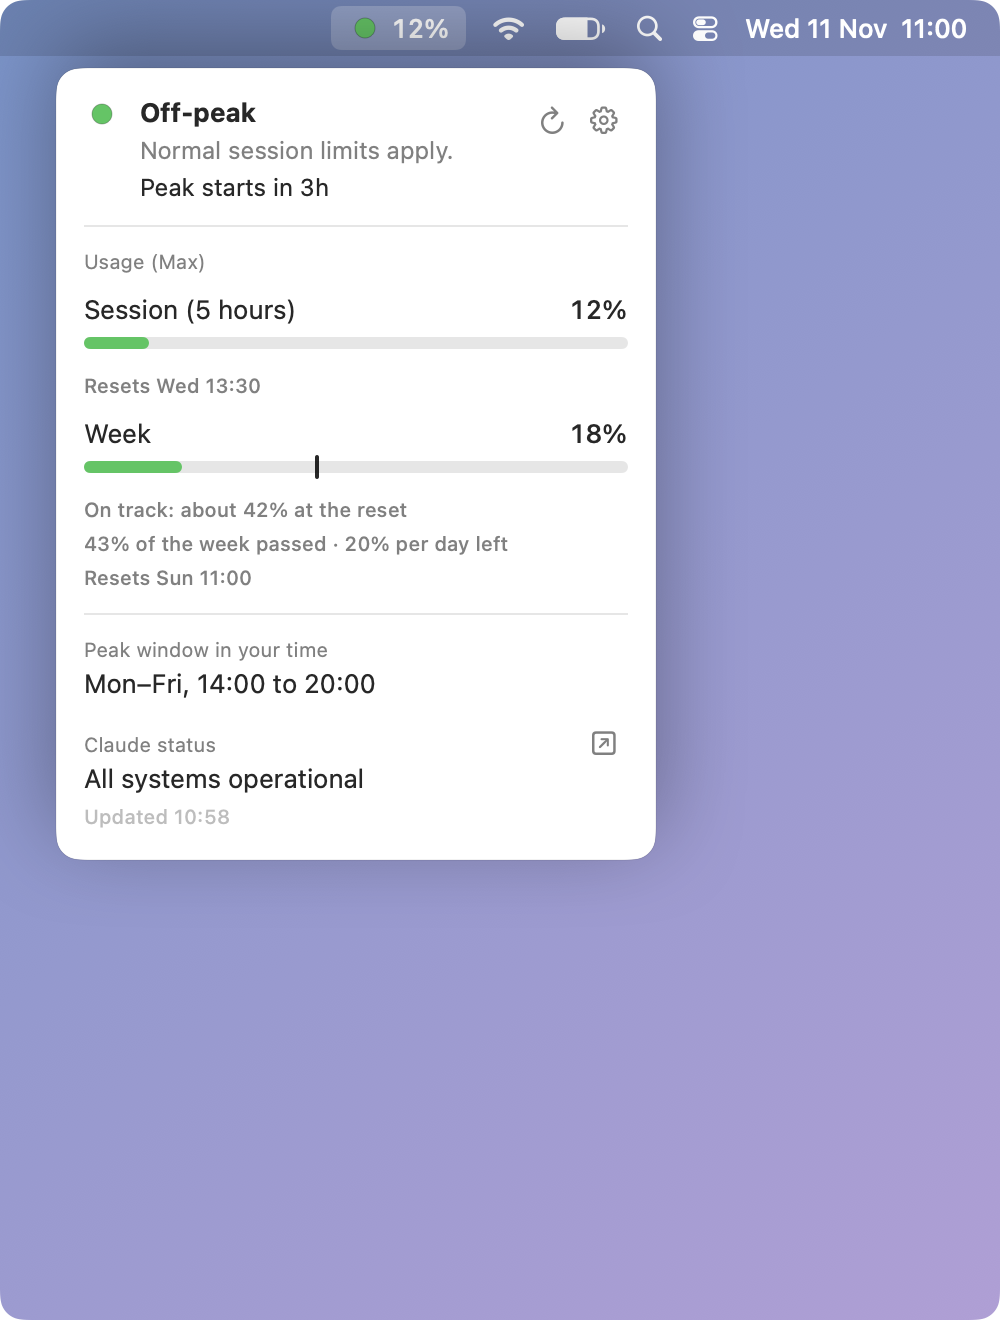 12%
Wed 11 Nov 11:00
Off-peak
Normal session limits apply.
Peak starts in 3h
Usage (Max)
Session (5 hours) 12%
Resets Wed 13:30
Week 18%
On track: about 42% at the reset
43% of the week passed · 20% per day left
Resets Sun 11:00
Peak window in your time
Mon–Fri, 14:00 to 20:00
Claude status
All systems operational
Updated 10:58